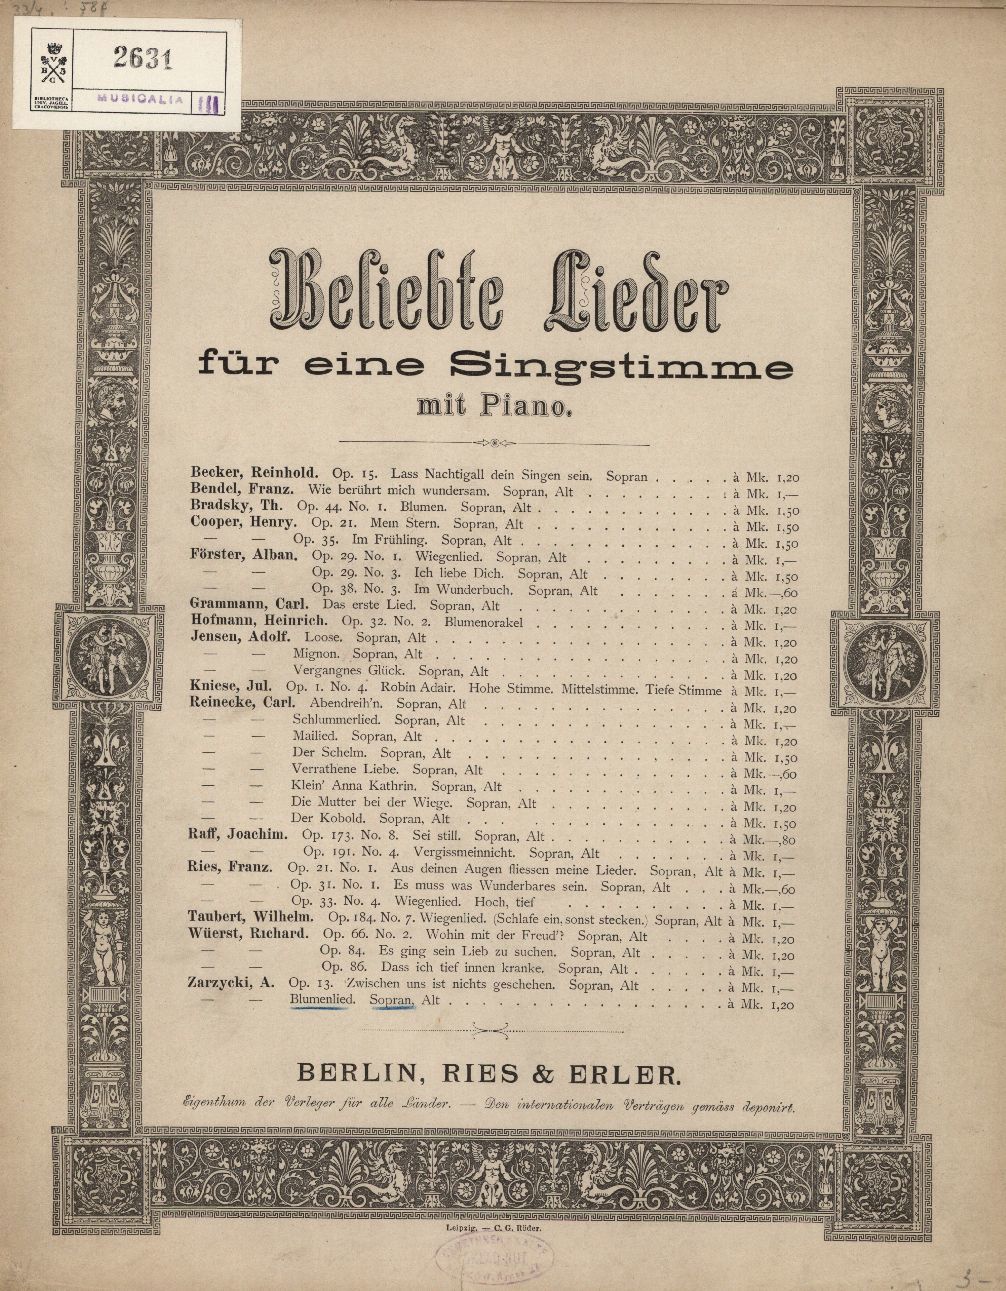 2631
BIBLIOTHECA
UNIV. JAGELL.
CRACOVIENSIS
MUSICALIA III
Beliebte Lieder
für eine Singstimme
mit Piano.
Becker, Reinhold. Op. 15. Lass Nachtigall dein Singen sein. Sopran . . . . . à Mk. 1,20
Bendel, Franz. Wie berührt mich wundersam. Sopran, Alt . . . . . . . . à Mk. 1,—
Bradsky, Th. Op. 44. No. 1. Blumen. Sopran, Alt . . . . . . . . . . . . à Mk. 1,50
Cooper, Henry. Op. 21. Mein Stern. Sopran, Alt . . . . . . . . . . . . à Mk. 1,50
— — Op. 35. Im Frühling. Sopran, Alt . . . . . . . . . . . . . à Mk. 1,50
Förster, Alban. Op. 29. No. 1. Wiegenlied. Sopran, Alt . . . . . . . . . . à Mk. 1,—
— — Op. 29. No. 3. Ich liebe Dich. Sopran, Alt . . . . . . . . à Mk. 1,50
— — Op. 38. No. 3. Im Wunderbuch. Sopran, Alt . . . . . . . á Mk. —,60
Grammann, Carl. Das erste Lied. Sopran, Alt . . . . . . . . . . . . . à Mk. 1,20
Hofmann, Heinrich. Op. 32. No. 2. Blumenorakel . . . . . . . . . . . . à Mk. 1,—
Jensen, Adolf. Loose. Sopran, Alt . . . . . . . . . . . . . . . . . . à Mk. 1,20
— — Mignon. Sopran, Alt . . . . . . . . . . . . . . . . . . à Mk. 1,20
— — Vergangnes Glück. Sopran, Alt . . . . . . . . . . . . . . à Mk. 1,20
Kniese, Jul. Op. 1. No. 4. Robin Adair. Hohe Stimme. Mittelstimme. Tiefe Stimme à Mk. 1,—
Reinecke, Carl. Abendreih'n. Sopran, Alt . . . . . . . . . . . . . . . à Mk. 1,20
— — Schlummerlied. Sopran, Alt . . . . . . . . . . . . . . . à Mk. 1,—
— — Mailied. Sopran, Alt . . . . . . . . . . . . . . . . . . à Mk. 1,20
— — Der Schelm. Sopran, Alt . . . . . . . . . . . . . . . . à Mk. 1,50
— — Verrathene Liebe. Sopran, Alt . . . . . . . . . . . . . . à Mk. —,60
— — Klein' Anna Kathrin. Sopran, Alt . . . . . . . . . . . . . à Mk. 1,—
— — Die Mutter bei der Wiege. Sopran, Alt . . . . . . . . . . . à Mk. 1,20
— — Der Kobold. Sopran, Alt . . . . . . . . . . . . . . . . à Mk. 1,50
Raff, Joachim. Op. 173. No. 8. Sei still. Sopran, Alt . . . . . . . . . . . à Mk.—,80
— — Op. 191. No. 4. Vergissmeinnicht. Sopran, Alt . . . . . . . à Mk. 1,—
Ries, Franz. Op. 21. No. 1. Aus deinen Augen fliessen meine Lieder. Sopran, Alt à Mk. 1,—
— — Op. 31. No. 1. Es muss was Wunderbares sein. Sopran, Alt . . . à Mk.—,60
— — Op. 33. No. 4. Wiegenlied. Hoch, tief . . . . . . . . . . à Mk. 1,—
Taubert, Wilhelm. Op. 184. No. 7. Wiegenlied. (Schlafe ein, sonst stecken.) Sopran, Alt à Mk. 1,—
Wüerst, Richard. Op. 66. No. 2. Wohin mit der Freud'? Sopran, Alt . . . . à Mk. 1,20
— — Op. 84. Es ging sein Lieb zu suchen. Sopran, Alt . . . . . à Mk. 1,20
— — Op. 86. Dass ich tief innen kranke. Sopran, Alt . . . . . . à Mk. 1,—
Zarzycki, A. Op. 13. Zwischen uns ist nichts geschehen. Sopran, Alt . . . . . à Mk. 1,—
— — Blumenlied. Sopran, Alt . . . . . . . . . . . . . . . . . à Mk. 1,20
BERLIN, RIES & ERLER.
Eigenthum der Verleger für alle Länder. — Den internationalen Verträgen gemäss deponirt.
Leipzig, — C. G. Röder.
3—